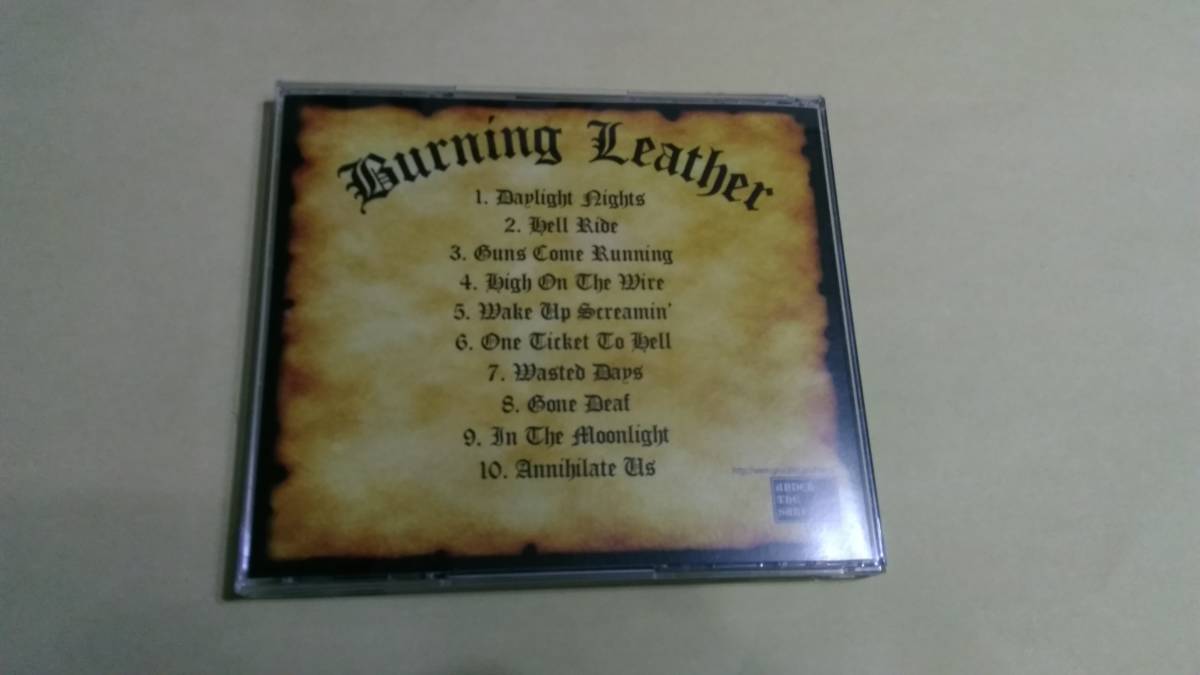 Burning Leather
1. Daylight Nights
2. Hell Ride
3. Guns Come Running
4. High On The Wire
5. Wake Up Screamin'
6. One Ticket To Hell
7. Wasted Days
8. Gone Deaf
9. In The Moonlight
10. Annihilate Us
UNDER
THE